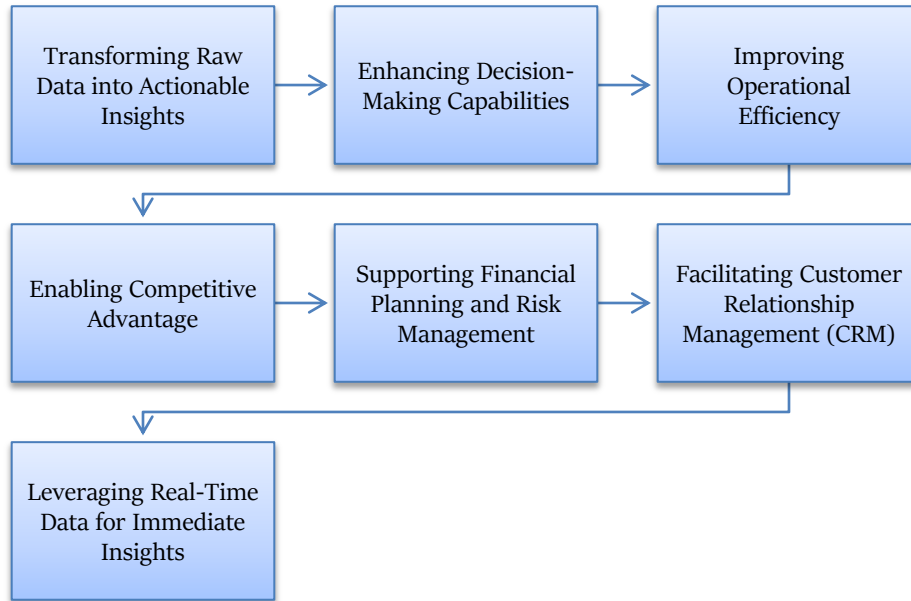 Transforming Raw
Data into Actionable
Insights
Enhancing Decision-
Making Capabilities
Improving
Operational
Efficiency
Enabling Competitive
Advantage
Supporting Financial
Planning and Risk
Management
Facilitating Customer
Relationship
Management (CRM)
Leveraging Real-Time
Data for Immediate
Insights